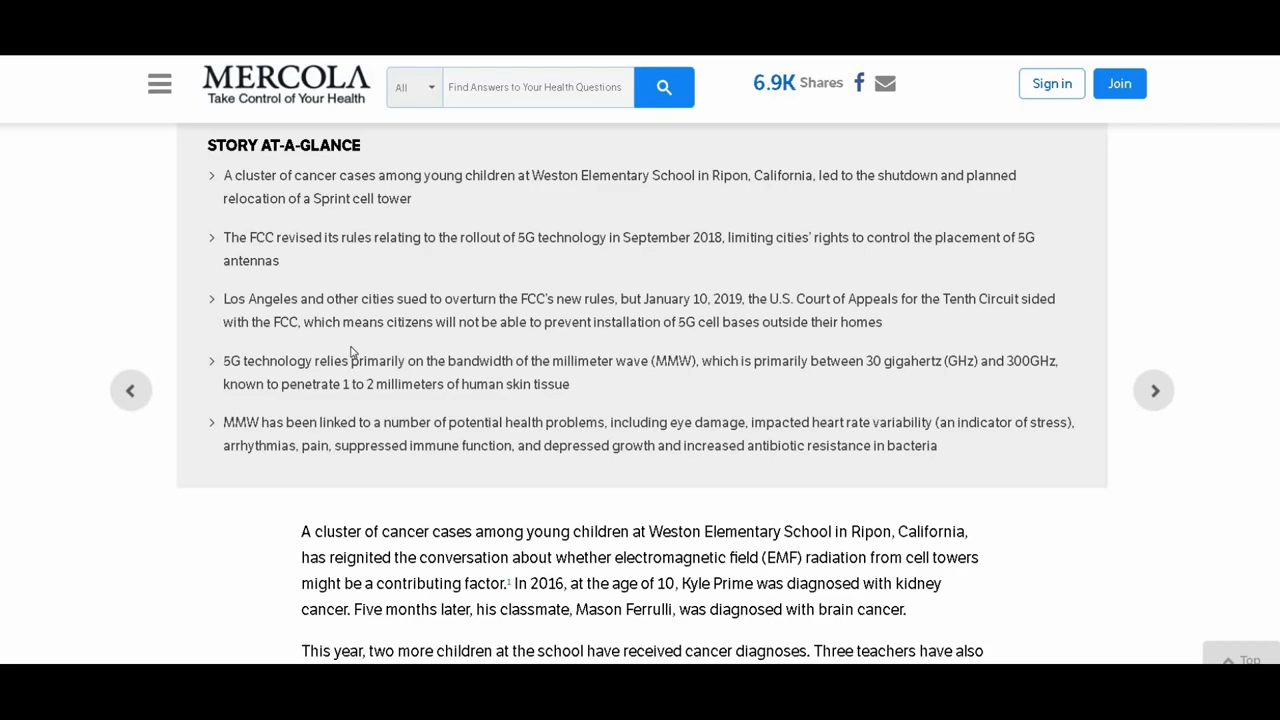 MERCOLA
Take Control of Your Health
All
Find Answers to Your Health Questions
6.9K Shares
Sign in
Join
STORY AT-A-GLANCE
A cluster of cancer cases among young children at Weston Elementary School in Ripon, California, led to the shutdown and planned
relocation of a Sprint cell tower
The FCC revised its rules relating to the rollout of 5G technology in September 2018, limiting cities' rights to control the placement of 5G
antennas
Los Angeles and other cities sued to overturn the FCC's new rules, but January 10, 2019, the U.S. Court of Appeals for the Tenth Circuit sided
with the FCC, which means citizens will not be able to prevent installation of 5G cell bases outside their homes
5G technology relies primarily on the bandwidth of the millimeter wave (MMW), which is primarily between 30 gigahertz (GHz) and 300GHz,
known to penetrate 1 to 2 millimeters of human skin tissue
MMW has been linked to a number of potential health problems, including eye damage, impacted heart rate variability (an indicator of stress),
arrhythmias, pain, suppressed immune function, and depressed growth and increased antibiotic resistance in bacteria
A cluster of cancer cases among young children at Weston Elementary School in Ripon, California,
has reignited the conversation about whether electromagnetic field (EMF) radiation from cell towers
might be a contributing factor.1 In 2016, at the age of 10, Kyle Prime was diagnosed with kidney
cancer. Five months later, his classmate, Mason Ferrulli, was diagnosed with brain cancer.
This year, two more children at the school have received cancer diagnoses. Three teachers have also
Top